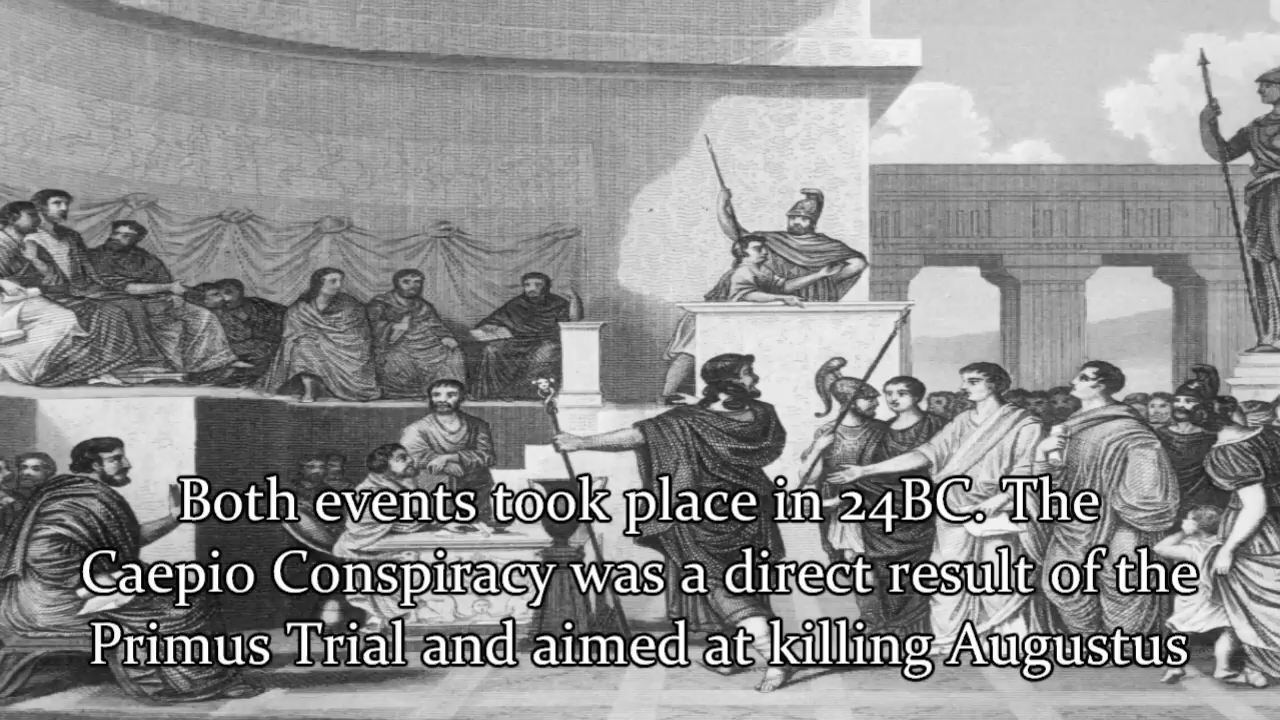 Both events took place in 24BC. The
Caepio Conspiracy was a direct result of the
Primus Trial and aimed at killing Augustus